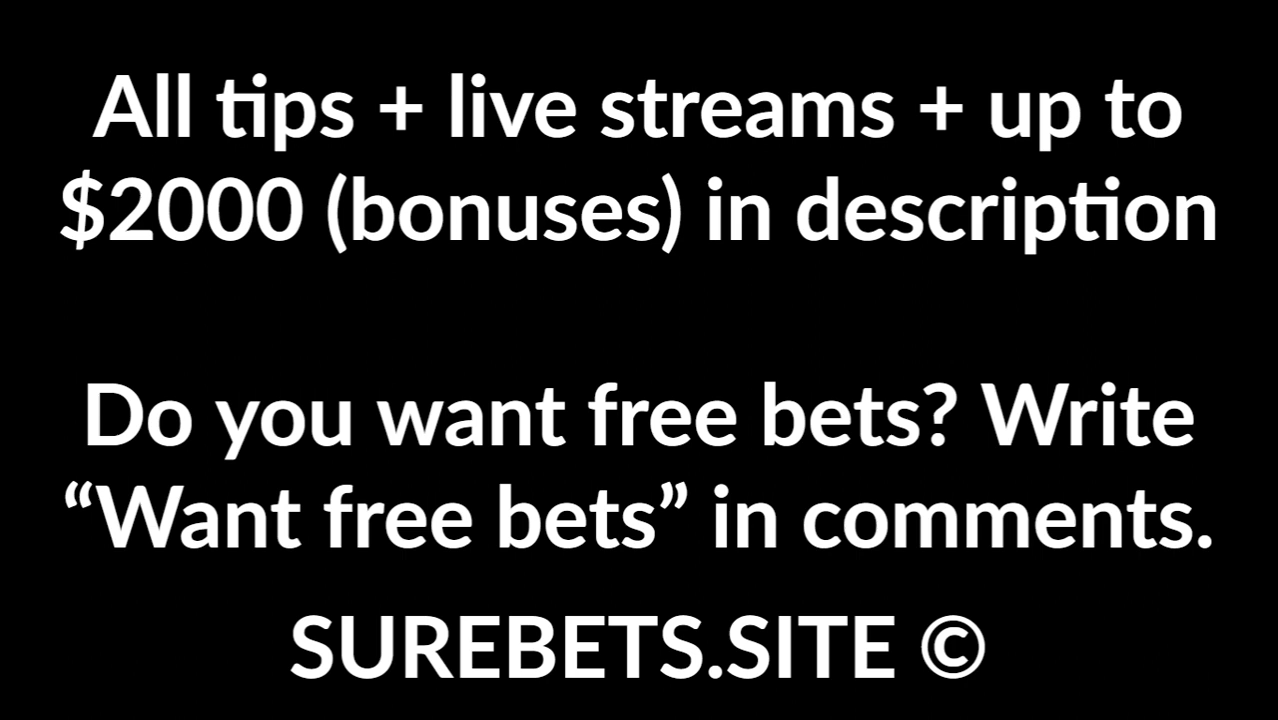 All tips + live streams + up to
$2000 (bonuses) in description
Do you want free bets? Write
“Want free bets” in comments.
SUREBETS.SITE ©